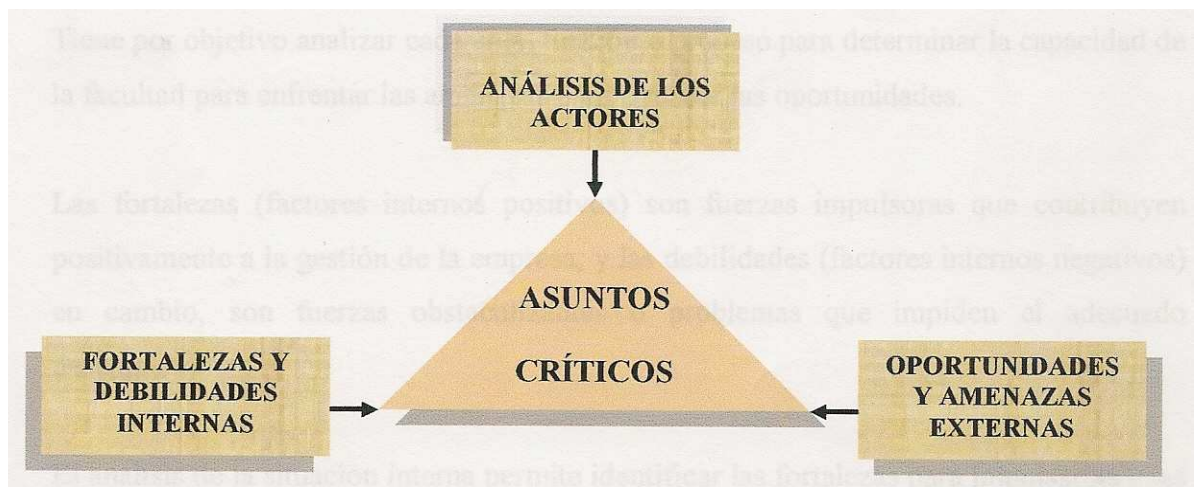 Tiene por objetivo analizar para determinar la capacidad de
la facultad para enfrentar las las oportunidades.
ANÁLISIS DE LOS
ACTORES
Las fortalezas (factores internos positivos) son fuerzas impulsoras que contribuyen
positivamente a la gestión de la empresa, y las debilidades (factores internos negativos)
en cambio, son fuerzas problemas que impiden el adecuado
ASUNTOS
CRÍTICOS
FORTALEZAS Y
DEBILIDADES
INTERNAS
OPORTUNIDADES
Y AMENAZAS
EXTERNAS
El análisis de la situación interna permite identificar las fortalezas para